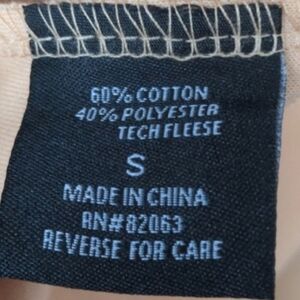 60% COTTON
40% POLYESTER
TECH FLEESE
S
MADE IN CHINA
RN#82063
REVERSE FOR CARE